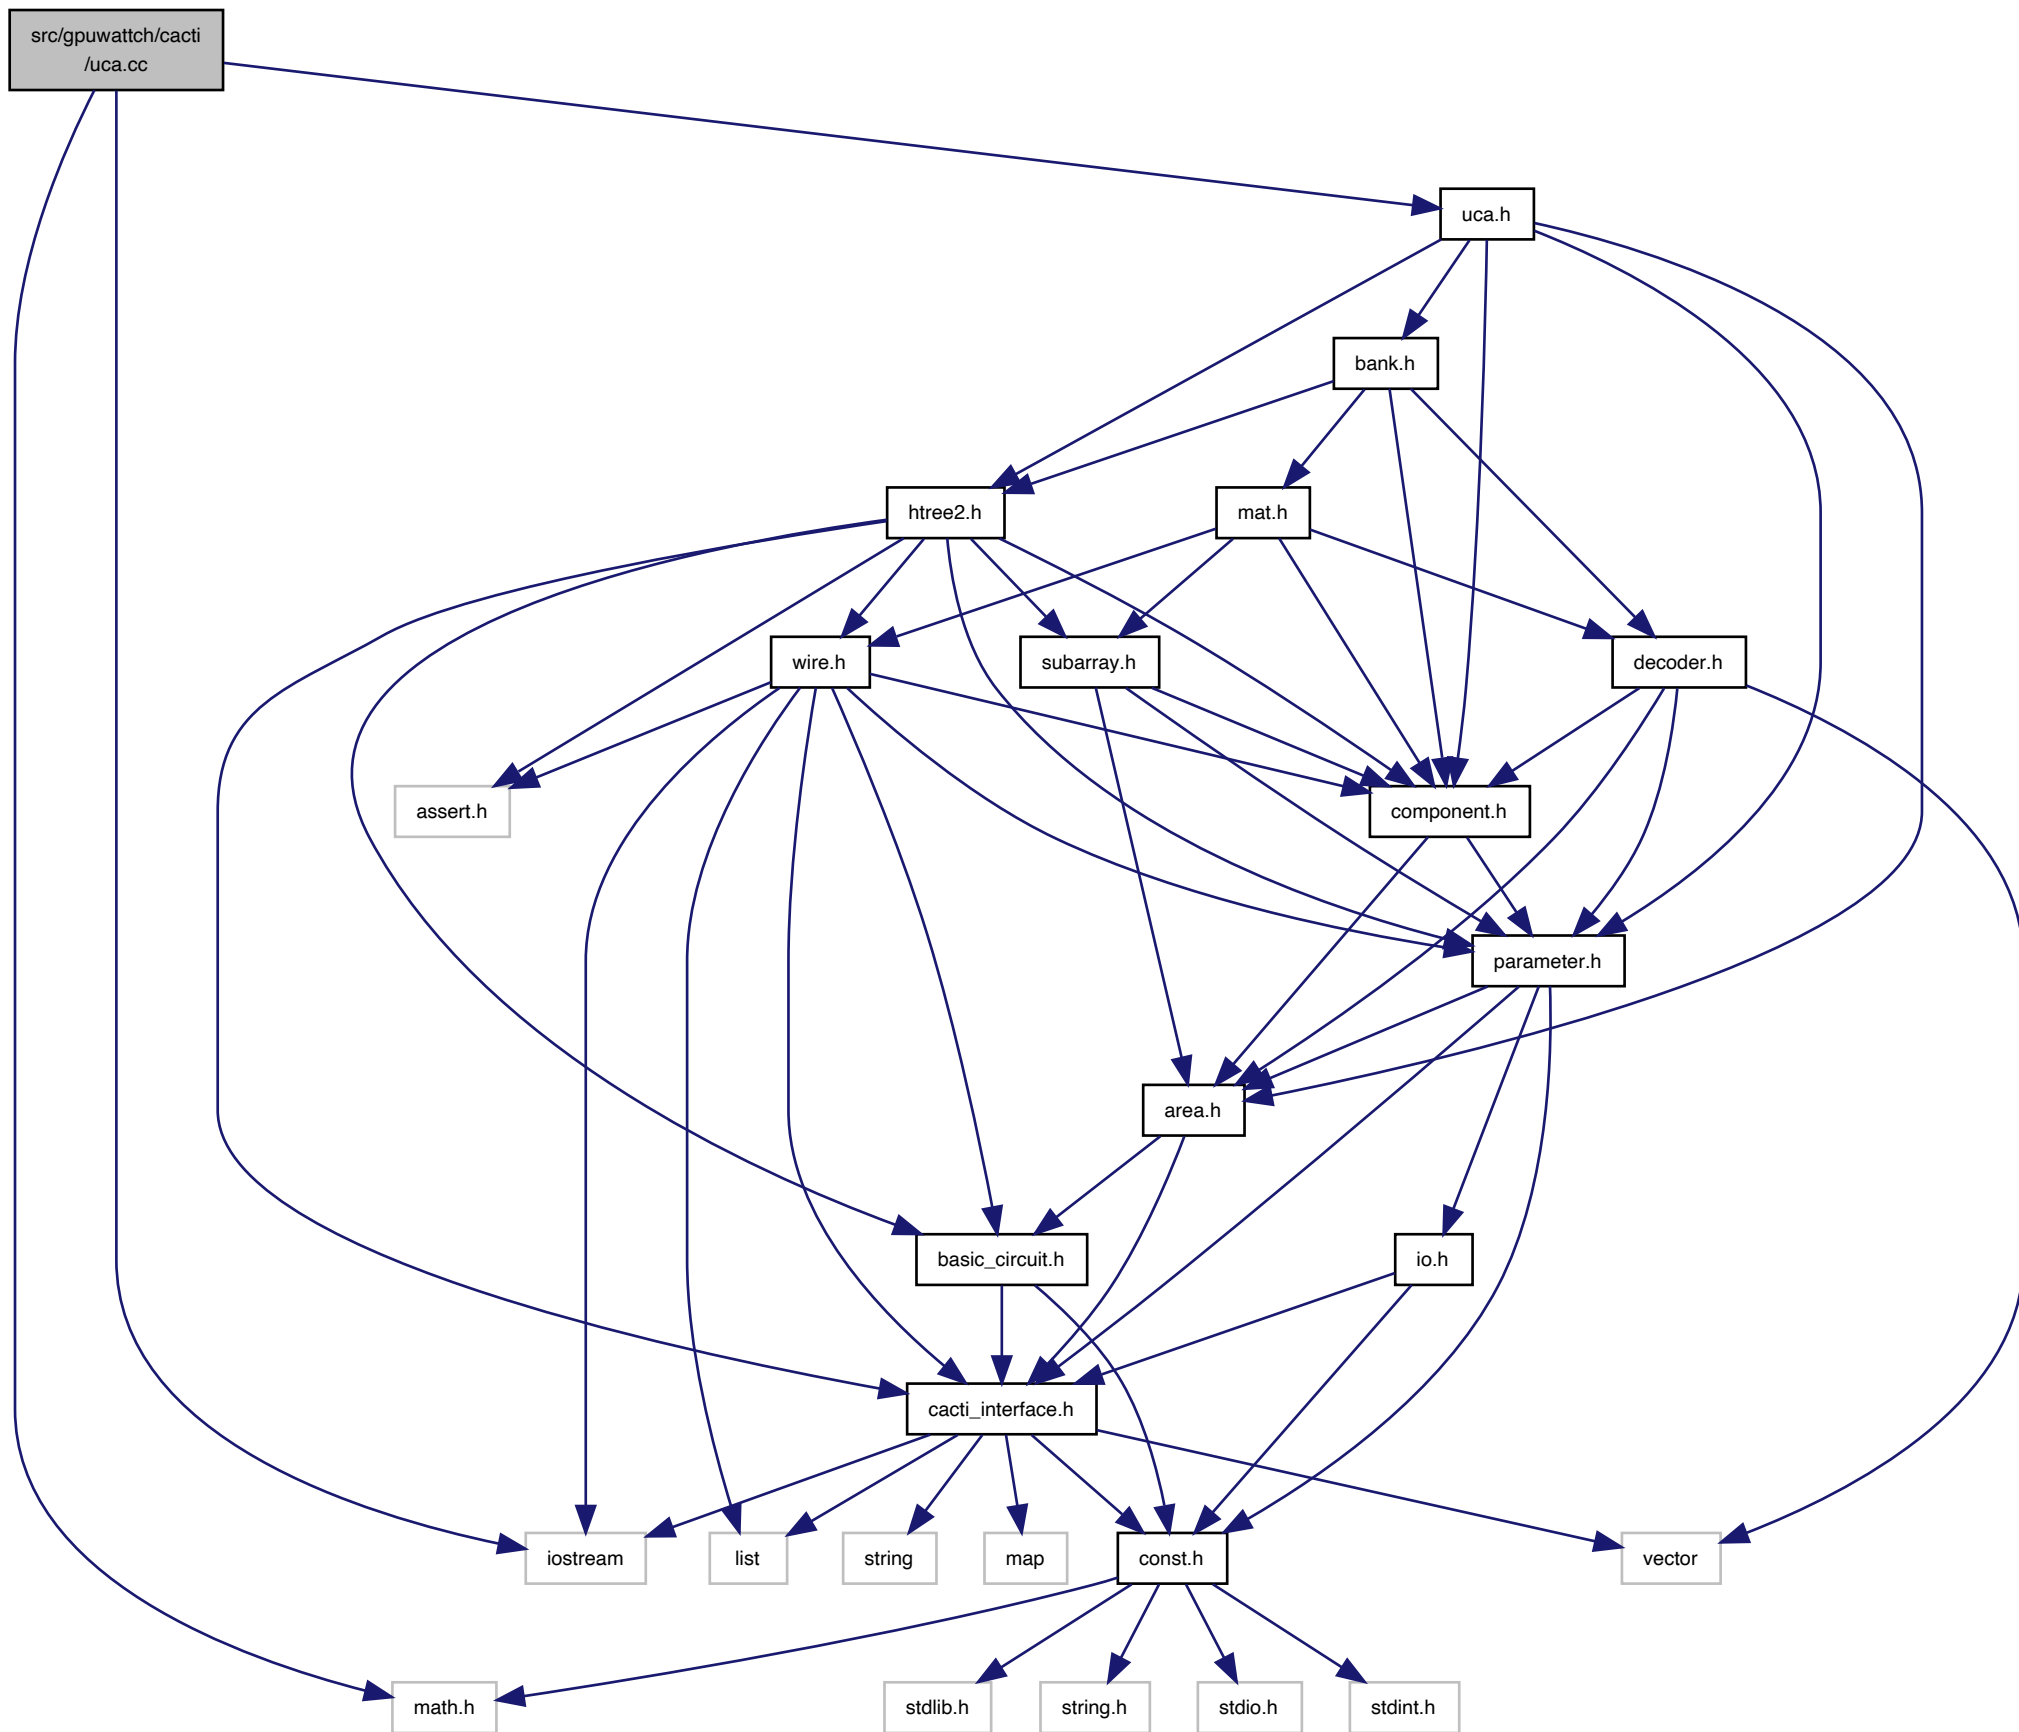 src/gpuwattch/cacti
/uca.cc
uca.h
bank.h
htree2.h
mat.h
wire.h
subarray.h
decoder.h
assert.h
component.h
parameter.h
area.h
basic_circuit.h
io.h
cacti_interface.h
iostream
list
string
map
const.h
vector
math.h
stdlib.h
string.h
stdio.h
stdint.h